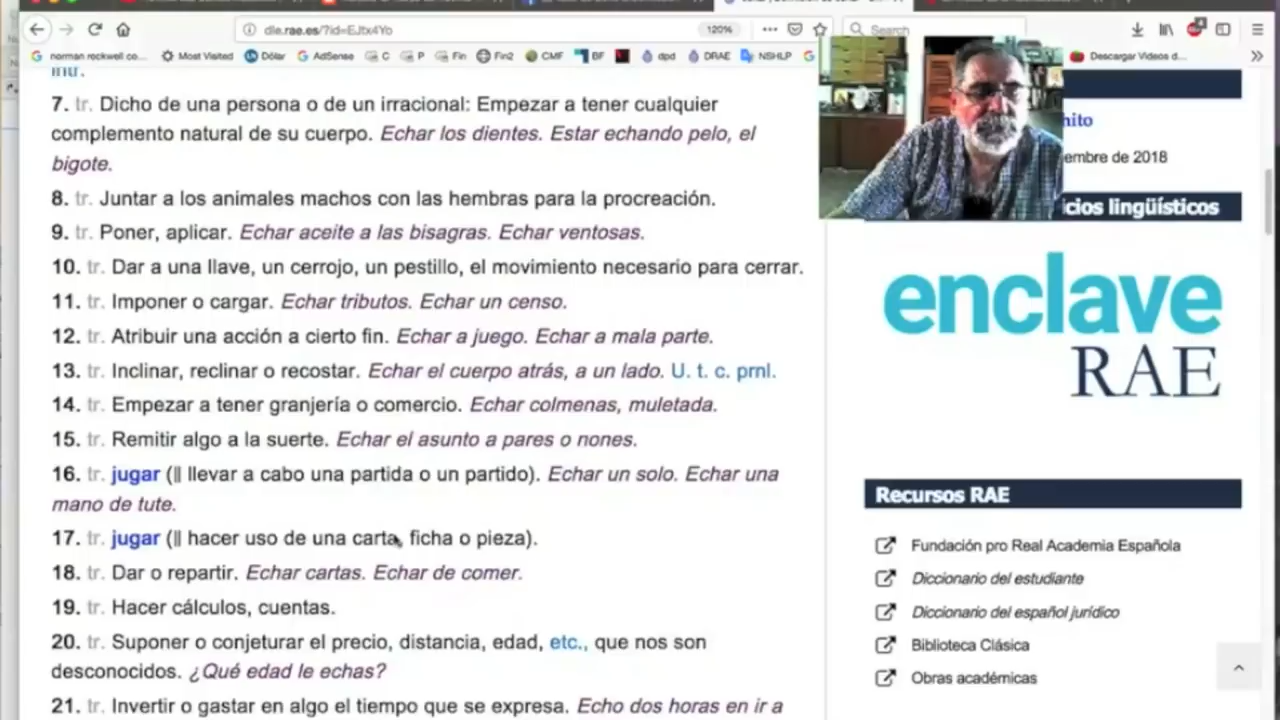 dle.rae.es/?id=EJtx4Yo
120%
Search
norman rockwell co...
Most Visited
Dólar
AdSense
C
P
Fin
Fin2
CMF
BF
dpd
DRAE
NSHLP
Descargar Videos d...
intr.
7. tr. Dicho de una persona o de un irracional: Empezar a tener cualquier
complemento natural de su cuerpo. Echar los dientes. Estar echando pelo, el
bigote.
8. tr. Juntar a los animales machos con las hembras para la procreación.
9. tr. Poner, aplicar. Echar aceite a las bisagras. Echar ventosas.
10. tr. Dar a una llave, un cerrojo, un pestillo, el movimiento necesario para cerrar.
11. tr. Imponer o cargar. Echar tributos. Echar un censo.
12. tr. Atribuir una acción a cierto fin. Echar a juego. Echar a mala parte.
13. tr. Inclinar, reclinar o recostar. Echar el cuerpo atrás, a un lado. U. t. c. prnl.
14. tr. Empezar a tener granjería o comercio. Echar colmenas, muletada.
15. tr. Remitir algo a la suerte. Echar el asunto a pares o nones.
16. tr. jugar (‖ llevar a cabo una partida o un partido). Echar un solo. Echar una
mano de tute.
17. tr. jugar (‖ hacer uso de una carta, ficha o pieza).
18. tr. Dar o repartir. Echar cartas. Echar de comer.
19. tr. Hacer cálculos, cuentas.
20. tr. Suponer o conjeturar el precio, distancia, edad, etc., que nos son
desconocidos. ¿Qué edad le echas?
21. tr. Invertir o gastar en algo el tiempo que se expresa. Echo dos horas en ir a
hito
embre de 2018
icios lingüísticos
enclave
RAE
Recursos RAE
Fundación pro Real Academia Española
Diccionario del estudiante
Diccionario del español jurídico
Biblioteca Clásica
Obras académicas